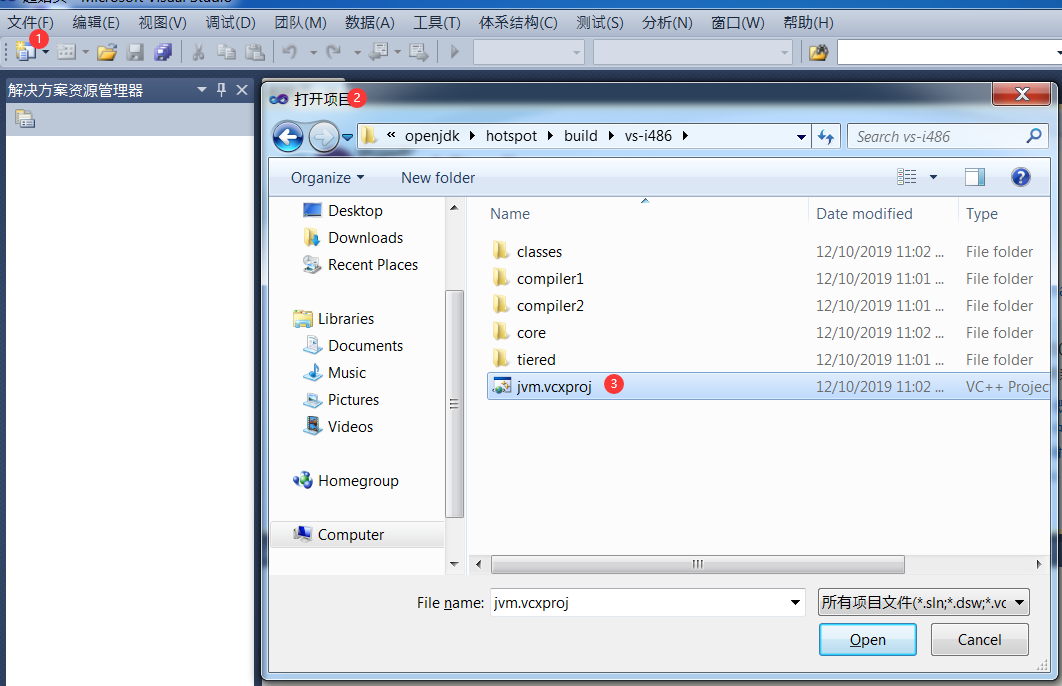 Microsoft Visual Studio
文件(F) 编辑(E) 视图(V) 调试(D) 团队(M) 数据(A) 工具(T) 体系结构(C) 测试(S) 分析(N) 窗口(W) 帮助(H)
1
解决方案资源管理器
打开项目 2
« openjdk hotspot build vs-i486
Search vs-i486
Organize New folder
Desktop
Downloads
Recent Places
Libraries
Documents
Music
Pictures
Videos
Homegroup
Computer
Name Date modified Type
classes 12/10/2019 11:02 ... File folder
compiler1 12/10/2019 11:01 ... File folder
compiler2 12/10/2019 11:01 ... File folder
core 12/10/2019 11:02 ... File folder
tiered 12/10/2019 11:01 ... File folder
jvm.vcxproj 3 12/10/2019 11:02 ... VC++ Project
File name: jvm.vcxproj 所有项目文件(*.sln;*.dsw;*.vc
Open Cancel